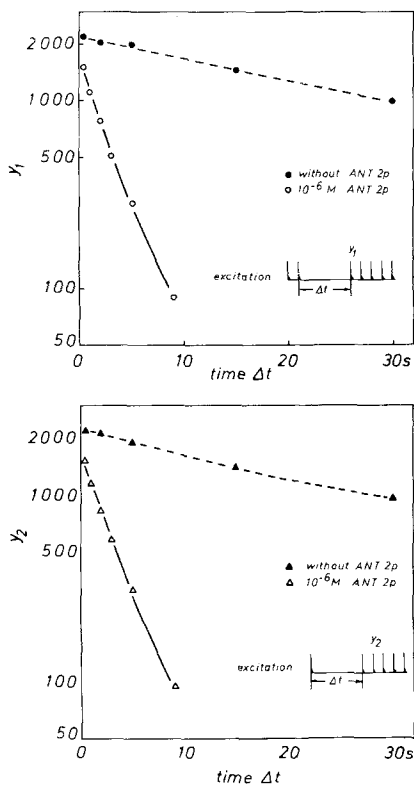 2000
1000
500
100
50
y₁
● without ANT 2p
○ 10⁻⁶ M ANT 2p
y₁
excitation
Δt
0 10 20 30s
time Δt
2000
1000
500
100
50
y₂
▲ without ANT 2p
△ 10⁻⁶ M ANT 2p
y₂
excitation
Δt
0 10 20 30s
time Δt